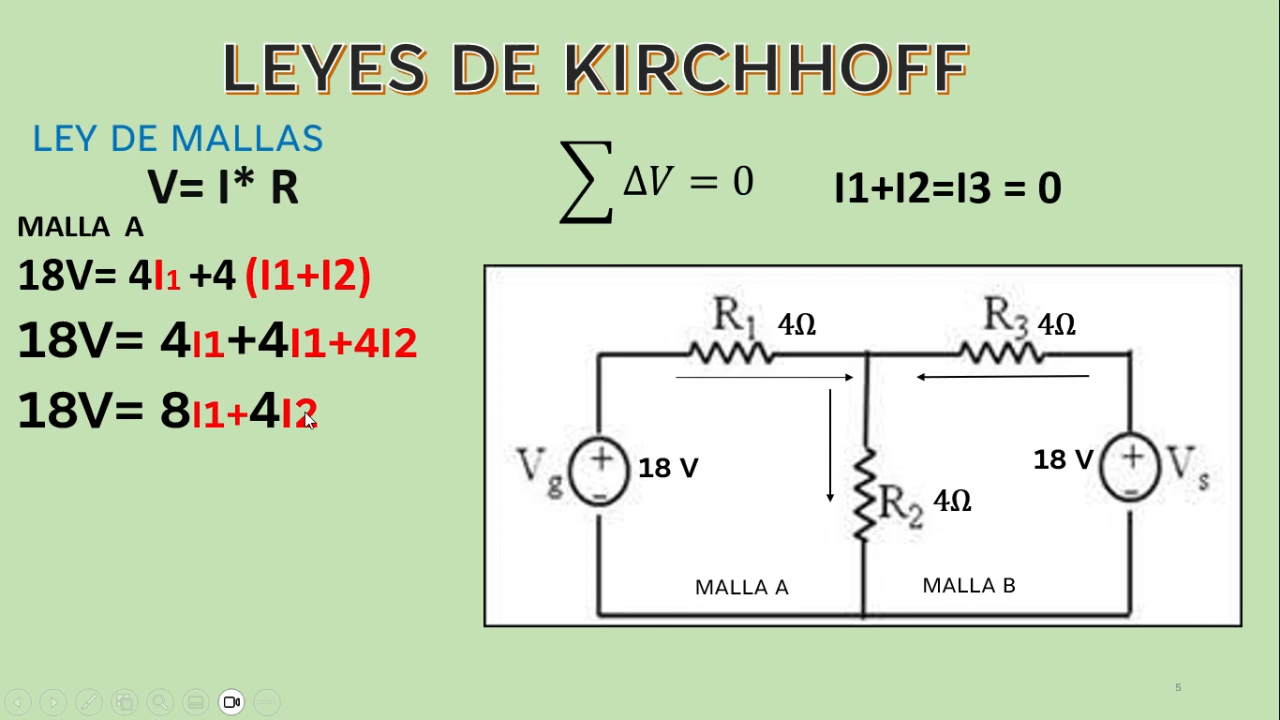 LEYES DE KIRCHHOFF
LEY DE MALLAS
V= I* R
∑ ΔV = 0
I1+I2=I3 = 0
MALLA A
18V= 4I1 +4 (I1+I2)
18V= 4I1+4I1+4I2
18V= 8I1+4I2
R1 4Ω
R3 4Ω
Vg 18 V
18 V Vs
R2 4Ω
MALLA A
MALLA B
5